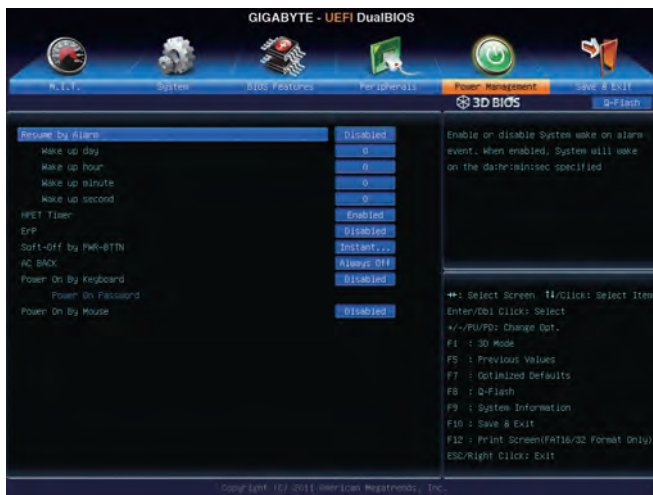 GIGABYTE - UEFI DualBIOS
M.I.T. System Bios Features Peripherals Power Management Save & Exit
3D BIOS Q-Flash
Resume by Alarm Disabled
Wake up day 0
Wake up hour 0
Wake up minute 0
Wake up second 0
HPET Timer Enabled
ErP Disabled
Soft-Off by PWR-BTTN Instant...
AC BACK Always Off
Power On By Keyboard Disabled
Power On Password
Power On By Mouse Disabled
Enable or disable System wake on alarm
event. When enabled, System will wake
on the da:hr:min:sec specified
↔: Select Screen ↑↓/Click: Select Item
Enter/Dbl Click: Select
+/-/PU/PD: Change Opt.
F1 : 3D Mode
F5 : Previous Values
F7 : Optimized Defaults
F8 : Q-Flash
F9 : System Information
F10 : Save & Exit
F12 : Print Screen(FAT16/32 Format Only)
ESC/Right Click: Exit
Copyright (C) 2011 American Megatrends, Inc.